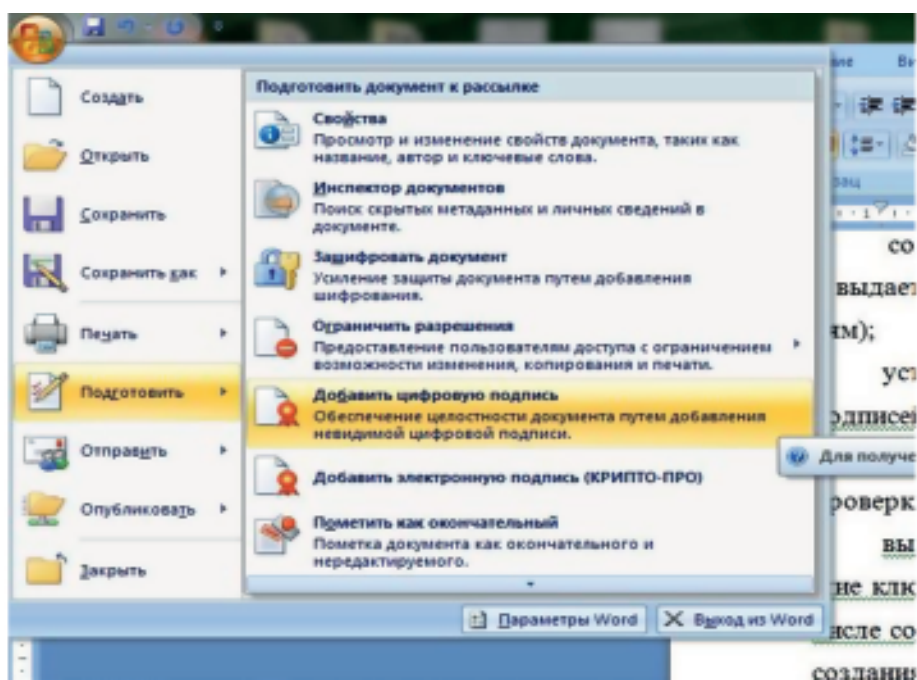 Создать
Открыть
Сохранить
Сохранить как
Печать
Подготовить
Отправить
Опубликовать
Закрыть
Подготовить документ к рассылке
Свойства
Просмотр и изменение свойств документа, таких как
название, автор и ключевые слова.
Инспектор документов
Поиск скрытых метаданных и личных сведений в
документе.
Зашифровать документ
Усиление защиты документа путем добавления
шифрования.
Ограничить разрешения
Предоставление пользователям доступа с ограничением
возможности изменения, копирования и печати.
Добавить цифровую подпись
Обеспечение целостности документа путем добавления
невидимой цифровой подписи.
Добавить электронную подпись (КРИПТО-ПРО)
Пометить как окончательный
Пометка документа как окончательного и
нередактируемого.
Параметры Word
Выход из Word
Для получе
со
выдает
ям);
уст
одписей
роверк
вы
ие клю
исле со
создания